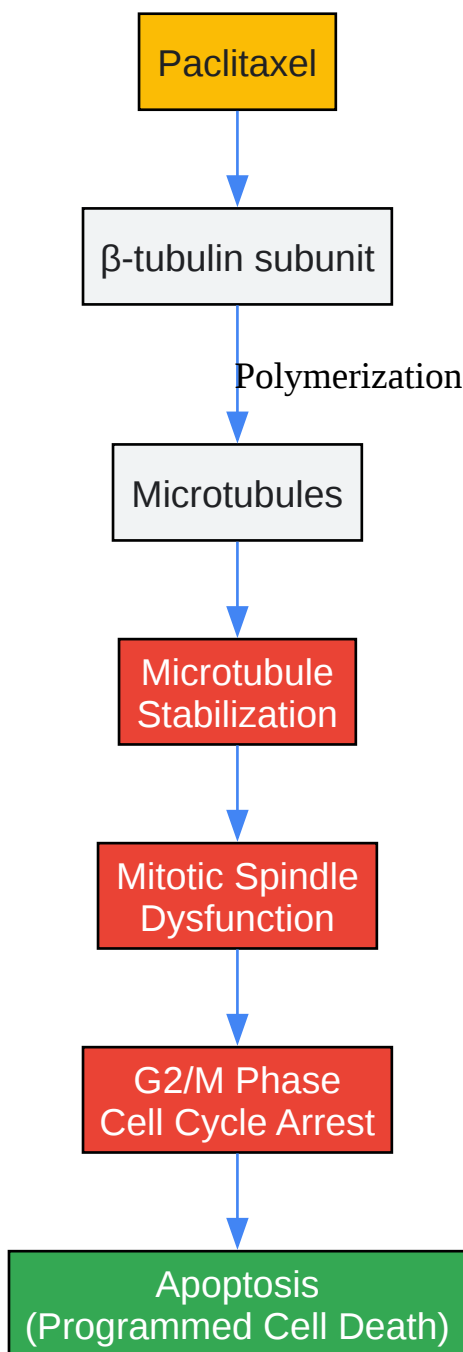 Paclitaxel
β-tubulin subunit
Polymerization
Microtubules
Microtubule
Stabilization
Mitotic Spindle
Dysfunction
G2/M Phase
Cell Cycle Arrest
Apoptosis
(Programmed Cell Death)